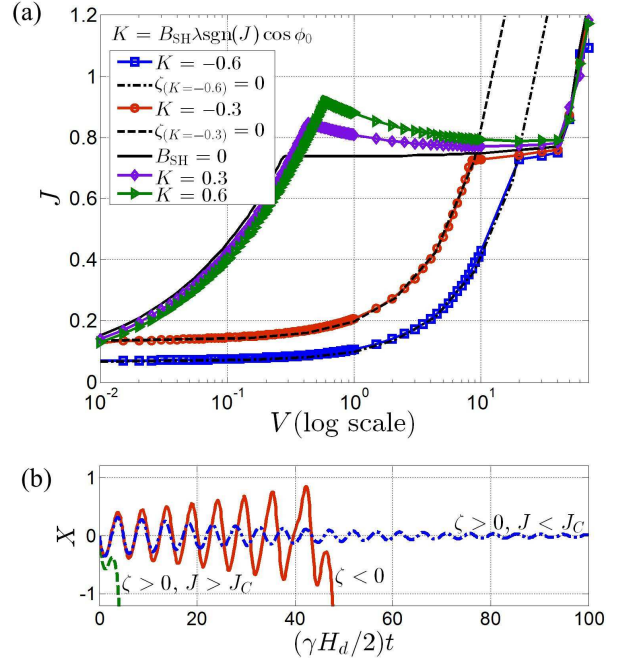 (a)
1.2
1
0.8
0.6
0.4
0.2
0
J
K = B_SH λsgn(J) cos ϕ_0
K = −0.6
ζ_(K=−0.6) = 0
K = −0.3
ζ_(K=−0.3) = 0
B_SH = 0
K = 0.3
K = 0.6
10^-2
10^-1
10^0
10^1
V(log scale)
(b)
1
0
-1
X
ζ > 0, J < J_C
ζ > 0, J > J_C
ζ < 0
0
20
40
60
80
100
(γH_d/2)t